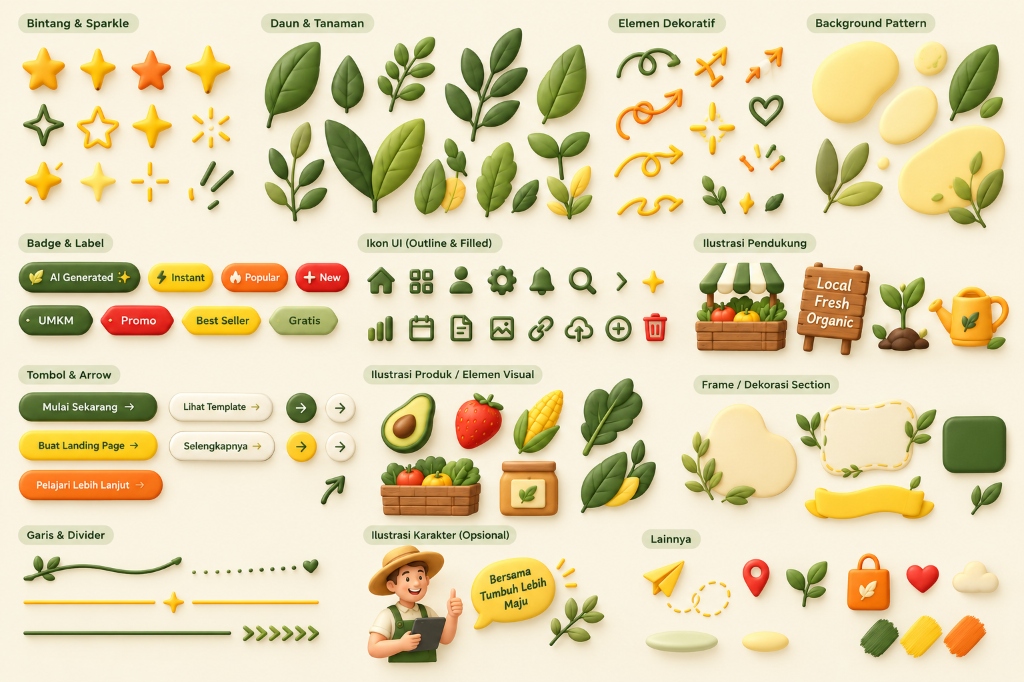 Bintang & Sparkle
Daun & Tanaman
Elemen Dekoratif
Background Pattern
Badge & Label
AI Generated
Instant
Popular
New
UMKM
Promo
Best Seller
Gratis
Ikon UI (Outline & Filled)
Ilustrasi Pendukung
Local
Fresh
Organic
Tombol & Arrow
Mulai Sekarang →
Lihat Template →
Buat Landing Page →
Selengkapnya →
Pelajari Lebih Lanjut →
Ilustrasi Produk / Elemen Visual
Frame / Dekorasi Section
Garis & Divider
Ilustrasi Karakter (Opsional)
Bersama
Tumbuh Lebih
Maju
Lainnya